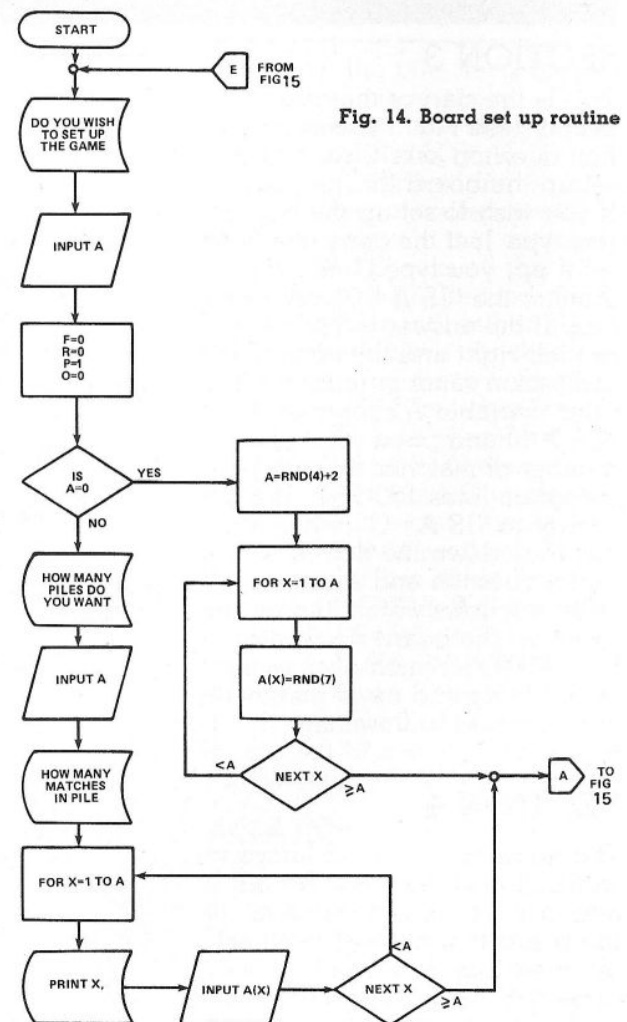 START
E
FROM
FIG 15
Fig. 14. Board set up routine
DO YOU WISH
TO SET UP
THE GAME
INPUT A
F=0
R=0
P=1
O=0
IS
A=0
YES
NO
A=RND(4)+2
HOW MANY
PILES DO
YOU WANT
FOR X=1 TO A
INPUT A
A(X)=RND(7)
HOW MANY
MATCHES
IN PILE
<A
NEXT X
≥A
A
TO
FIG
15
FOR X=1 TO A
<A
PRINT X,
INPUT A(X)
NEXT X
≥A